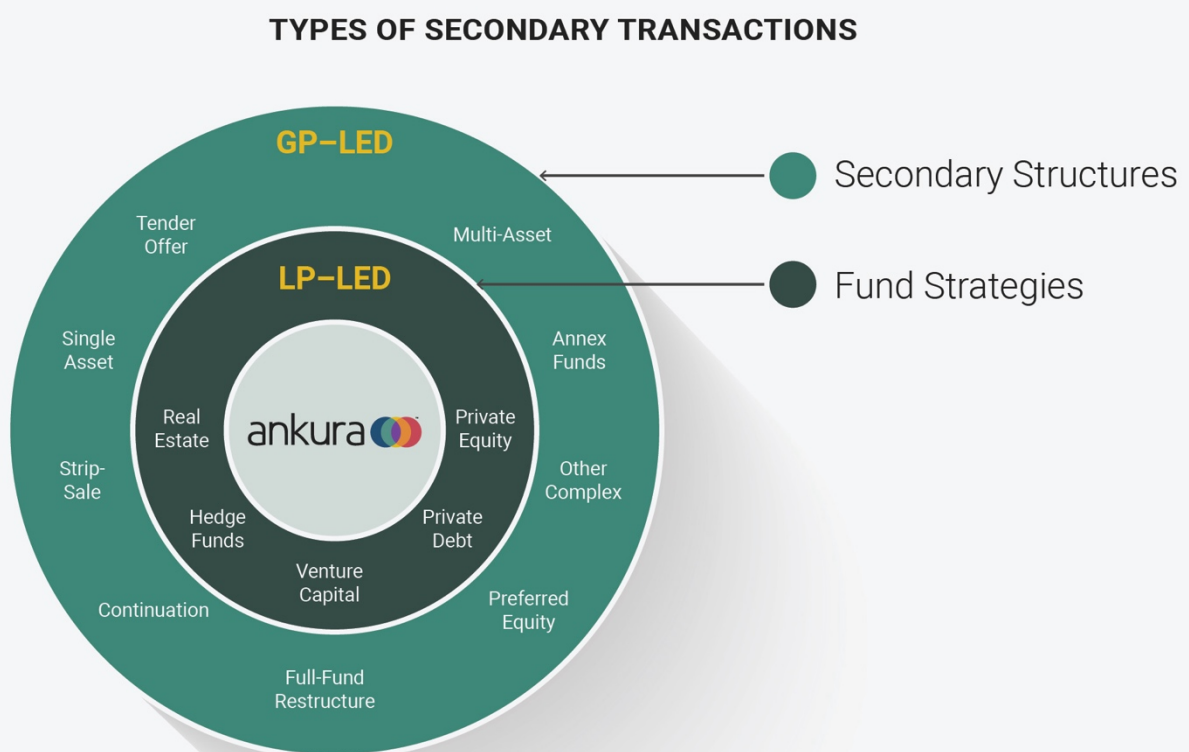 TYPES OF SECONDARY TRANSACTIONS
GP–LED
Secondary Structures
Tender
Offer
Multi-Asset
LP–LED
Fund Strategies
Single
Asset
Annex
Funds
Real
Estate
ankura
Private
Equity
Strip-
Sale
Other
Complex
Hedge
Funds
Private
Debt
Venture
Capital
Continuation
Preferred
Equity
Full-Fund
Restructure